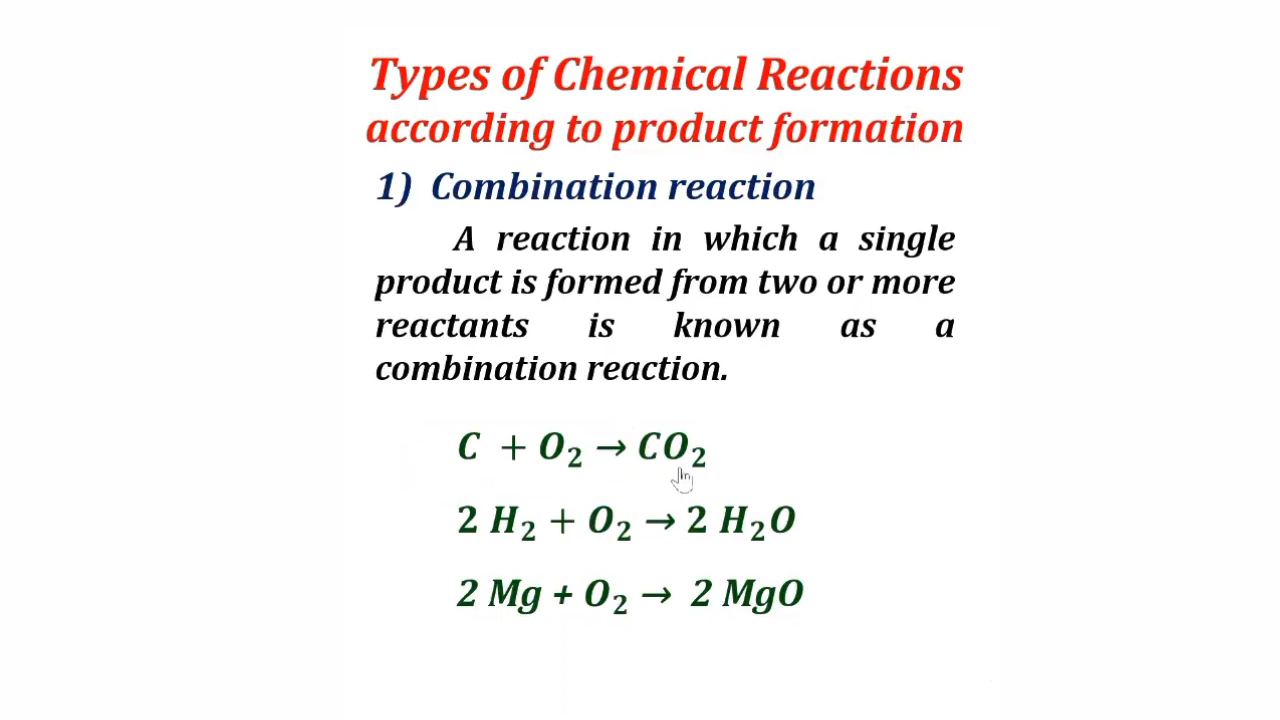 Types of Chemical Reactions
according to product formation
1) Combination reaction
A reaction in which a single
product is formed from two or more
reactants is known as a
combination reaction.
C + O₂ → CO₂
2 H₂ + O₂ → 2 H₂O
2 Mg + O₂ → 2 MgO